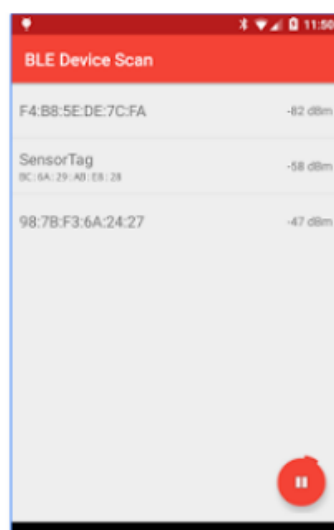 11:50
BLE Device Scan
F4:B8:5E:DE:7C:FA
-82 dBm
SensorTag
BC:6A:29:AB:E8:28
-58 dBm
98:7B:F3:6A:24:27
-47 dBm